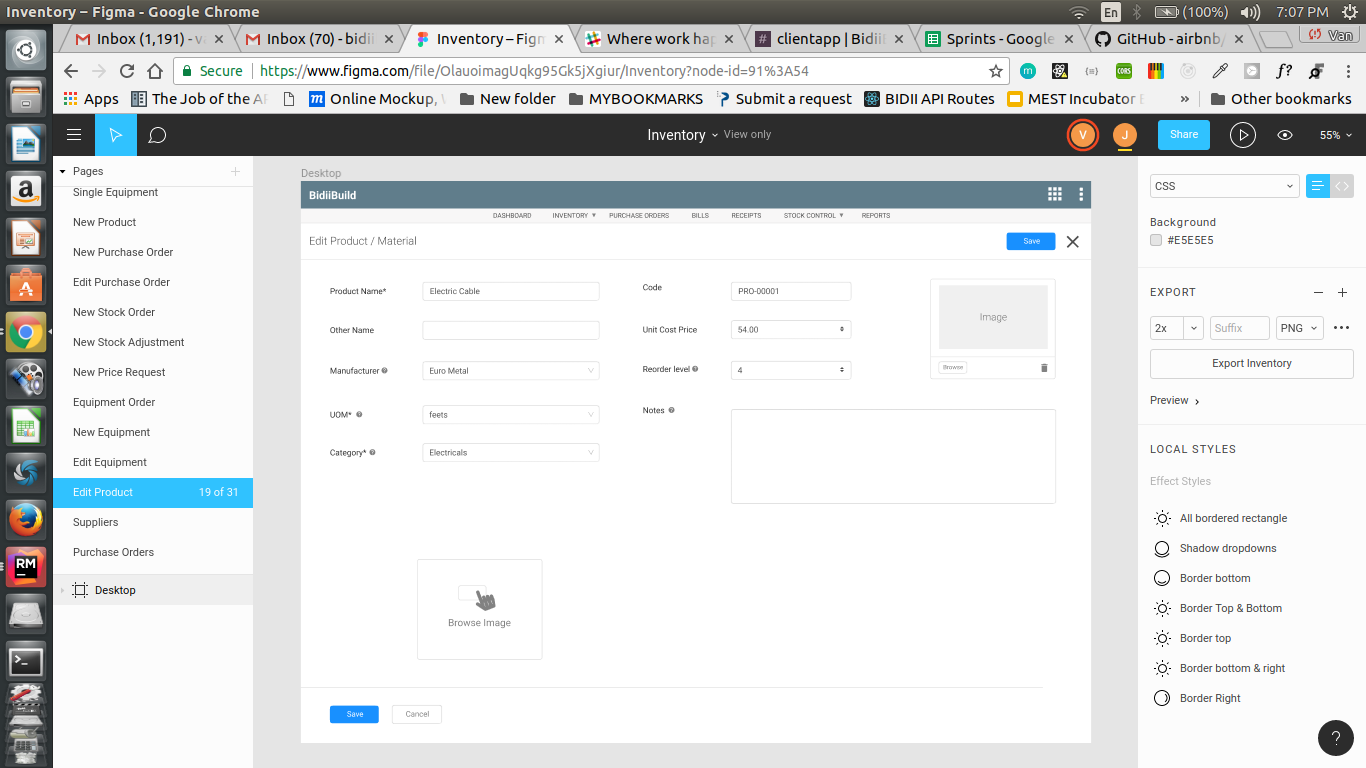 Inventory – Figma - Google Chrome
En (100%) 7:07 PM
Inbox (1,191) - va
Inbox (70) - bidii
Inventory – Figm
Where work hap
clientapp | BidiiB
Sprints - Google
GitHub - airbnb/
Van
Secure https://www.figma.com/file/OlauoimagUqkg95Gk5jXgiur/Inventory?node-id=91%3A54
Apps The Job of the AP Online Mockup, New folder MYBOOKMARKS Submit a request BIDII API Routes MEST Incubator » Other bookmarks
Inventory View only V J Share 55%
Pages
Single Equipment
New Product
New Purchase Order
Edit Purchase Order
New Stock Order
New Stock Adjustment
New Price Request
Equipment Order
New Equipment
Edit Equipment
Edit Product 19 of 31
Suppliers
Purchase Orders
Desktop
Desktop
BidiiBuild
DASHBOARD INVENTORY PURCHASE ORDERS BILLS RECEIPTS STOCK CONTROL REPORTS
Edit Product / Material Save
Product Name* Electric Cable Code PRO-00001
Other Name Unit Cost Price 54.00
Manufacturer Euro Metal Reorder level 4
UOM* feets Notes
Category* Electricals
Image
Browse
Browse Image
Save Cancel
CSS
Background
#E5E5E5
EXPORT
2x Suffix PNG
Export Inventory
Preview
LOCAL STYLES
Effect Styles
All bordered rectangle
Shadow dropdowns
Border bottom
Border Top & Bottom
Border top
Border bottom & right
Border Right
?